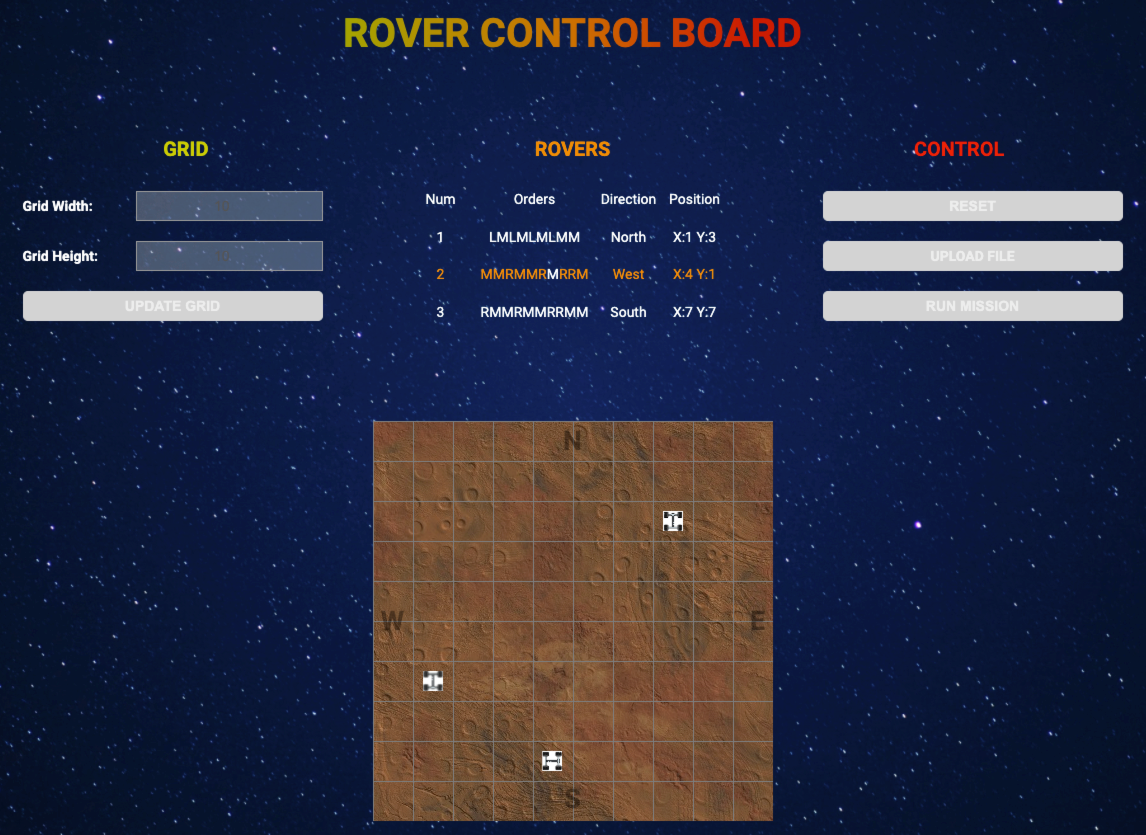 ROVER CONTROL BOARD
GRID
Grid Width:
Grid Height:
UPDATE GRID
ROVERS
Num Orders Direction Position
1 LMLMLMLMM North X:1 Y:3
2 MMRMMRMRRM West X:4 Y:1
3 RMMRMMRRMM South X:7 Y:7
CONTROL
RESET
UPLOAD FILE
RUN MISSION
N
W E
S